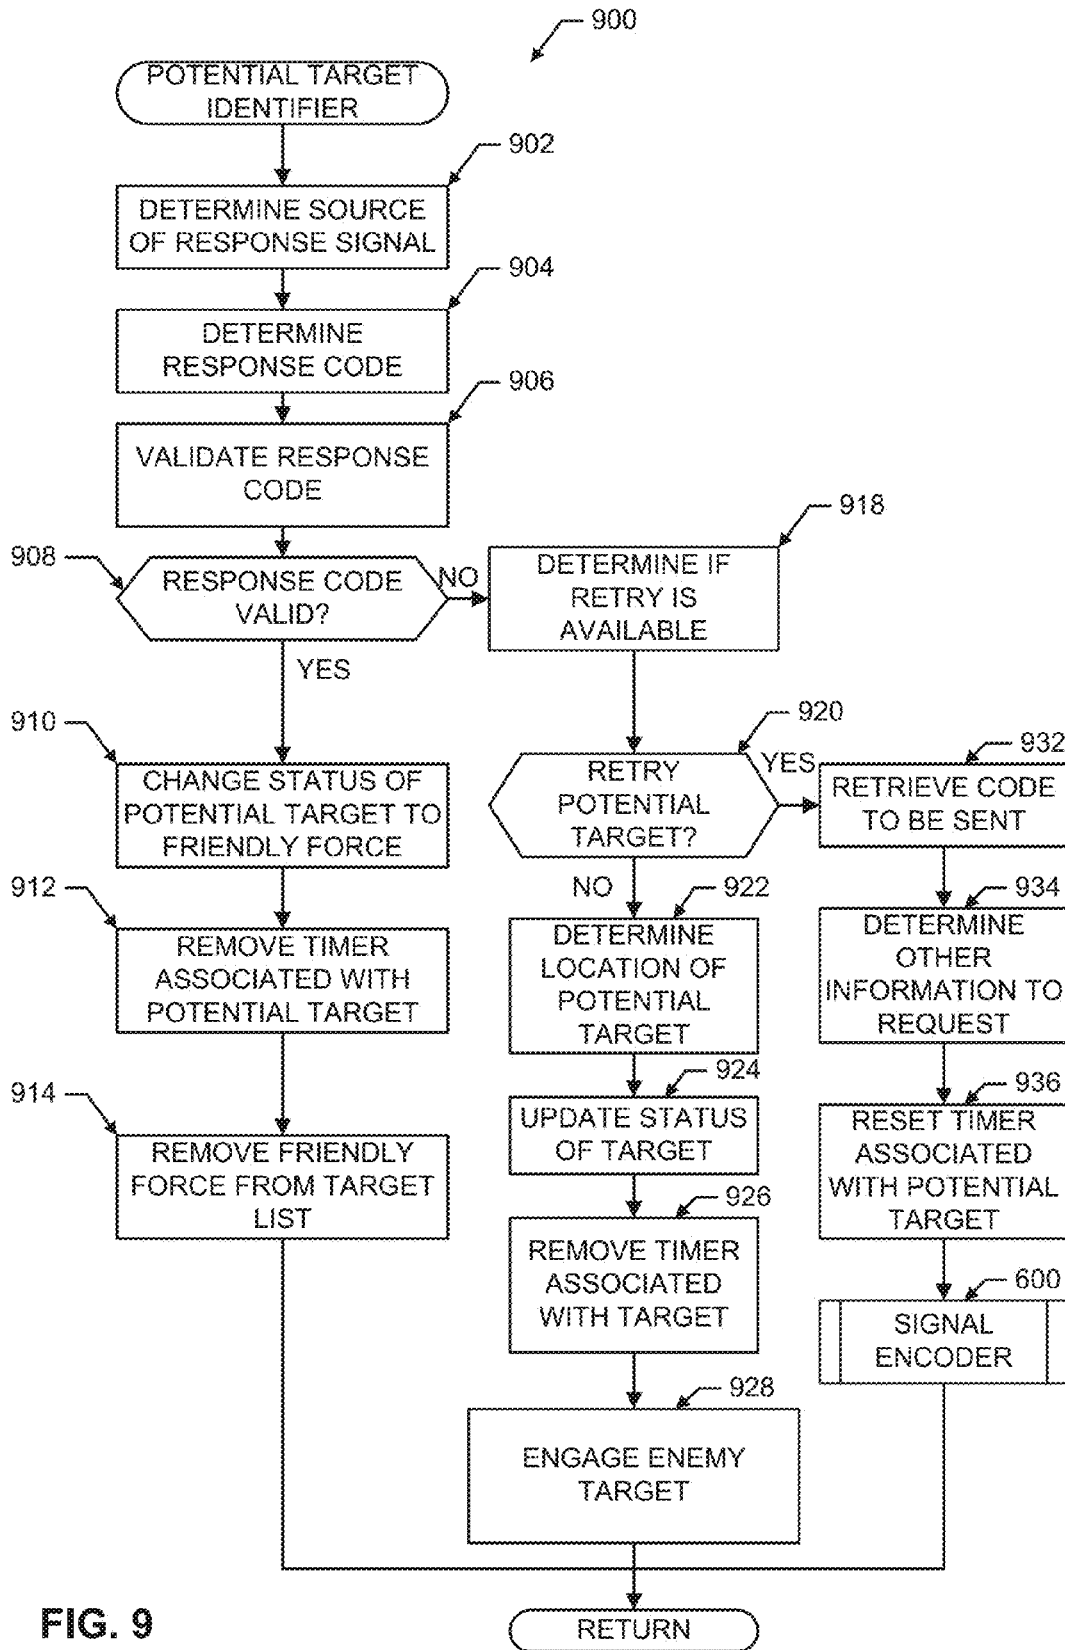 900
POTENTIAL TARGET
IDENTIFIER
902
DETERMINE SOURCE
OF RESPONSE SIGNAL
904
DETERMINE
RESPONSE CODE
906
VALIDATE RESPONSE
CODE
908
RESPONSE CODE
VALID?
NO
YES
918
DETERMINE IF
RETRY IS
AVAILABLE
910
CHANGE STATUS OF
POTENTIAL TARGET TO
FRIENDLY FORCE
912
REMOVE TIMER
ASSOCIATED WITH
POTENTIAL TARGET
914
REMOVE FRIENDLY
FORCE FROM TARGET
LIST
920
RETRY
POTENTIAL
TARGET?
YES
NO
922
DETERMINE
LOCATION OF
POTENTIAL
TARGET
924
UPDATE STATUS
OF TARGET
926
REMOVE TIMER
ASSOCIATED
WITH TARGET
928
ENGAGE ENEMY
TARGET
932
RETRIEVE CODE
TO BE SENT
934
DETERMINE
OTHER
INFORMATION TO
REQUEST
936
RESET TIMER
ASSOCIATED
WITH POTENTIAL
TARGET
600
SIGNAL
ENCODER
RETURN
FIG. 9